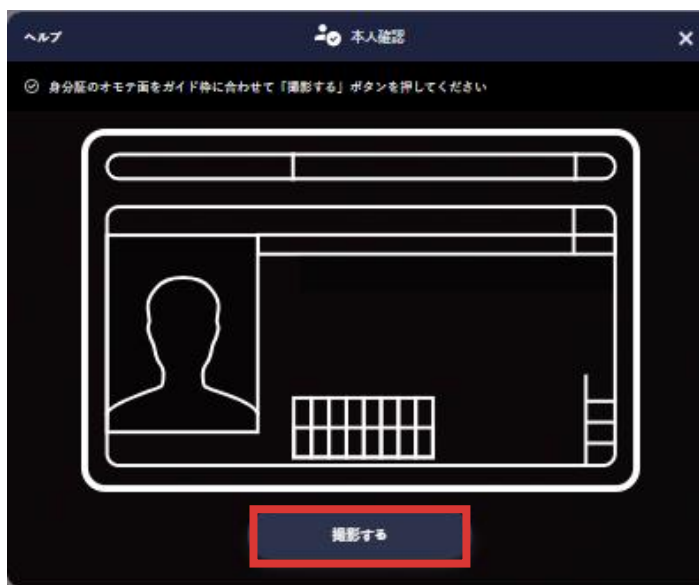 ヘルプ
本人確認
身分証のオモテ面をガイド枠に合わせて「撮影する」ボタンを押してください
撮影する